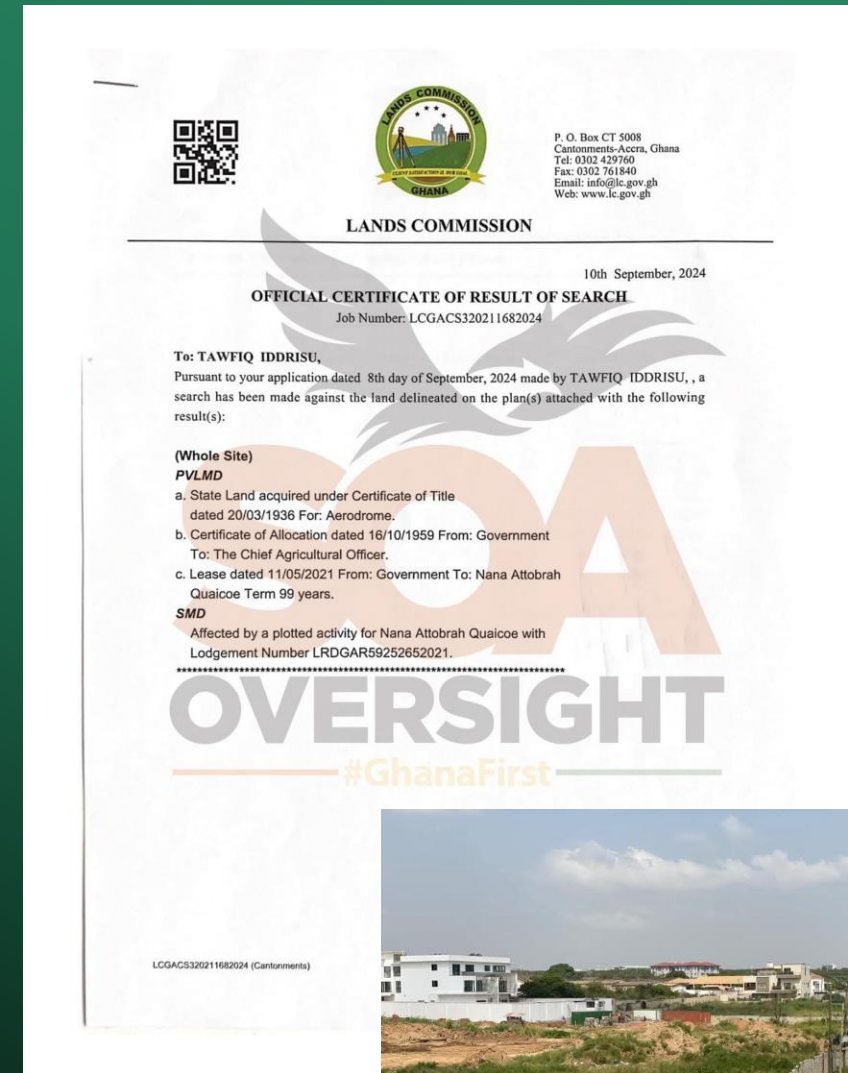 LANDS COMMISSION
CLIENT SATISFACTION IS OUR GOAL
GHANA
P. O. Box CT 5008
Cantonments-Accra, Ghana
Tel: 0302 429760
Fax: 0302 761840
Email: info@lc.gov.gh
Web: www.lc.gov.gh
LANDS COMMISSION
10th September, 2024
OFFICIAL CERTIFICATE OF RESULT OF SEARCH
Job Number: LCGACS320211682024
To: TAWFIQ IDDRISU,
Pursuant to your application dated 8th day of September, 2024 made by TAWFIQ IDDRISU, , a
search has been made against the land delineated on the plan(s) attached with the following
result(s):
(Whole Site)
PVLMD
a. State Land acquired under Certificate of Title
dated 20/03/1936 For: Aerodrome.
b. Certificate of Allocation dated 16/10/1959 From: Government
To: The Chief Agricultural Officer.
c. Lease dated 11/05/2021 From: Government To: Nana Attobrah
Quaicoe Term 99 years.
SMD
Affected by a plotted activity for Nana Attobrah Quaicoe with
Lodgement Number LRDGAR59252652021.
******************************************************************************
SOA
OVERSIGHT
#GhanaFirst
LCGACS320211682024 (Cantonments)